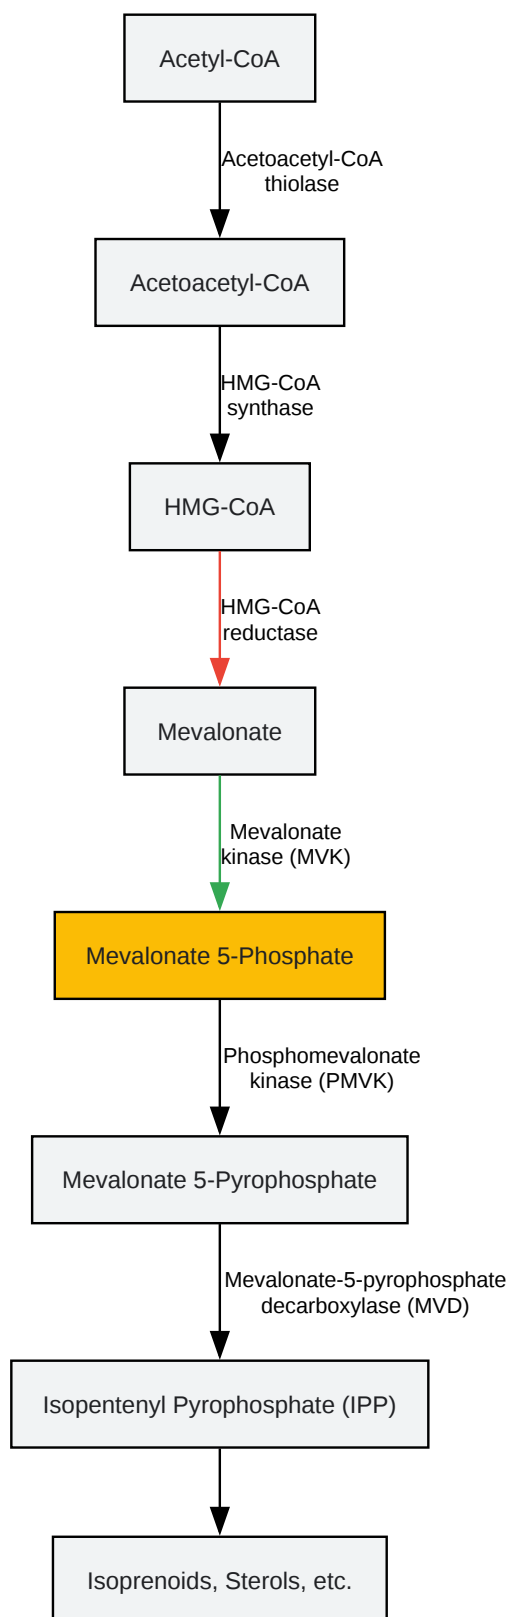 Acetyl-CoA
Acetoacetyl-CoA
thiolase
Acetoacetyl-CoA
HMG-CoA
synthase
HMG-CoA
HMG-CoA
reductase
Mevalonate
Mevalonate
kinase (MVK)
Mevalonate 5-Phosphate
Phosphomevalonate
kinase (PMVK)
Mevalonate 5-Pyrophosphate
Mevalonate-5-pyrophosphate
decarboxylase (MVD)
Isopentenyl Pyrophosphate (IPP)
Isoprenoids, Sterols, etc.